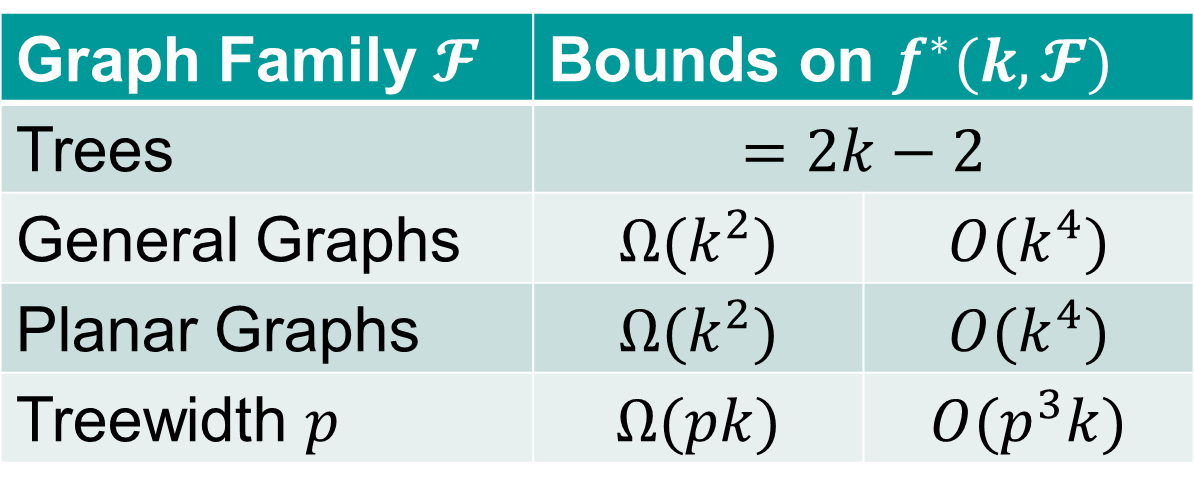 Graph Family 𝓕 Bounds on 𝒇*(𝒌, 𝓕)
Trees = 2𝑘 − 2
General Graphs Ω(𝑘²) 𝑂(𝑘⁴)
Planar Graphs Ω(𝑘²) 𝑂(𝑘⁴)
Treewidth 𝑝 Ω(𝑝𝑘) 𝑂(𝑝³𝑘)